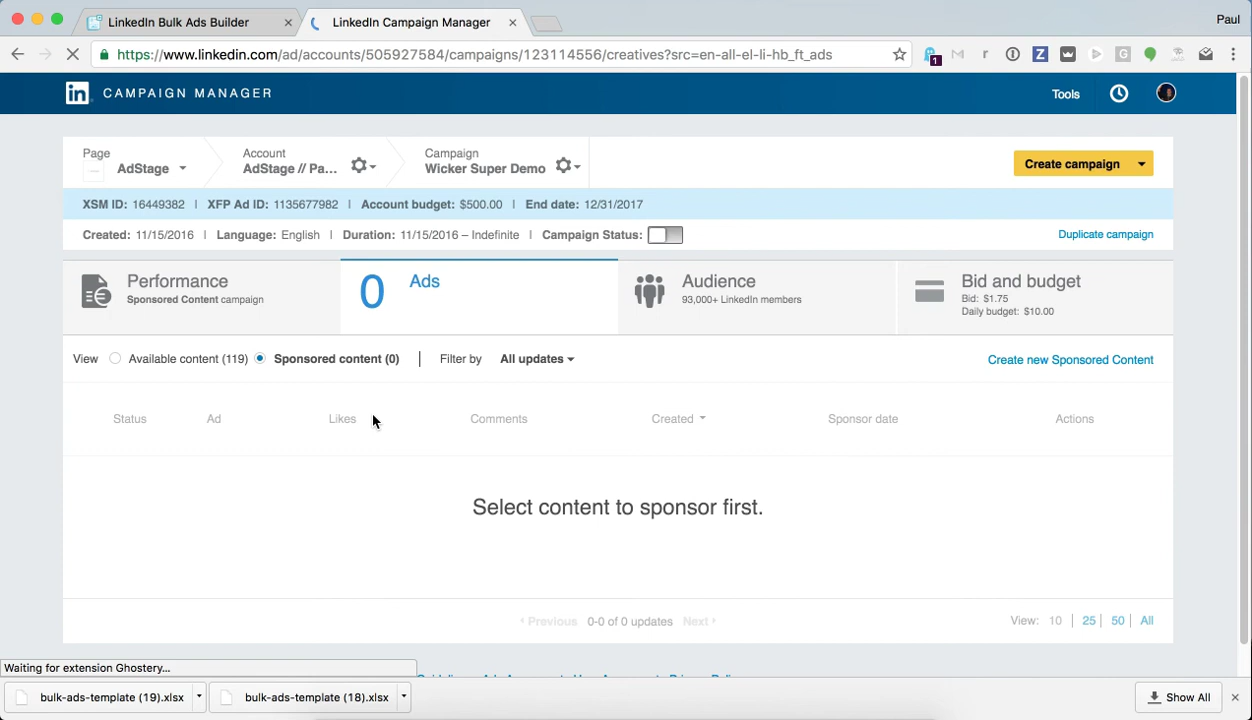 LinkedIn Bulk Ads Builder
LinkedIn Campaign Manager
Paul
https://www.linkedin.com/ad/accounts/505927584/campaigns/123114556/creatives?src=en-all-el-li-hb_ft_ads
1
in CAMPAIGN MANAGER
Tools
Page
AdStage
Account
AdStage // Pa...
Campaign
Wicker Super Demo
Create campaign
XSM ID: 16449382 | XFP Ad ID: 1135677982 | Account budget: $500.00 | End date: 12/31/2017
Created: 11/15/2016 | Language: English | Duration: 11/15/2016 – Indefinite | Campaign Status:
Duplicate campaign
Performance
Sponsored Content campaign
0 Ads
Audience
93,000+ LinkedIn members
Bid and budget
Bid: $1.75
Daily budget: $10.00
View Available content (119) Sponsored content (0) | Filter by All updates
Create new Sponsored Content
Status Ad Likes Comments Created Sponsor date Actions
Select content to sponsor first.
Previous 0-0 of 0 updates Next
View: 10 | 25 | 50 | All
Waiting for extension Ghostery...
bulk-ads-template (19).xlsx
bulk-ads-template (18).xlsx
Show All